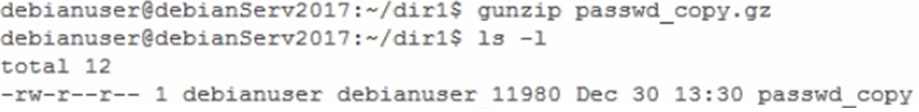 debianuser@debianServ2017:~/dir1$ gunzip passwd_copy.gz
debianuser@debianServ2017:~/dir1$ ls -l
total 12
-rw-r--r-- 1 debianuser debianuser 11980 Dec 30 13:30 passwd_copy